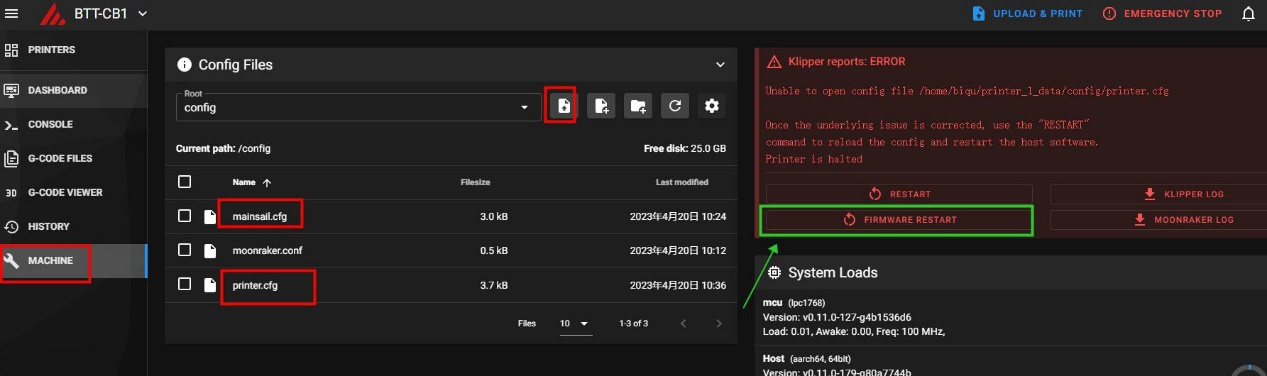 BTT-CB1
UPLOAD & PRINT
EMERGENCY STOP
PRINTERS
DASHBOARD
CONSOLE
G-CODE FILES
3D G-CODE VIEWER
HISTORY
MACHINE
Config Files
Root
config
Current path: /config
Free disk: 25.0 GB
Name Filesize Last modified
mainsail.cfg 3.0 kB 2023年4月20日 10:24
moonraker.conf 0.5 kB 2023年4月20日 10:12
printer.cfg 3.7 kB 2023年4月20日 10:36
Files 10 1-3 of 3
Klipper reports: ERROR
Unable to open config file /home/biqu/printer_1_data/config/printer.cfg
Once the underlying issue is corrected, use the "RESTART"
command to reload the config and restart the host software.
Printer is halted
RESTART
KLIPPER LOG
FIRMWARE RESTART
MOONRAKER LOG
System Loads
mcu (lpc1768)
Version: v0.11.0-127-g4b1536d6
Load: 0.01, Awake: 0.00, Freq: 100 MHz,
Host (aarch64, 64bit)
Version: v0.11.0-179-g80a7744b